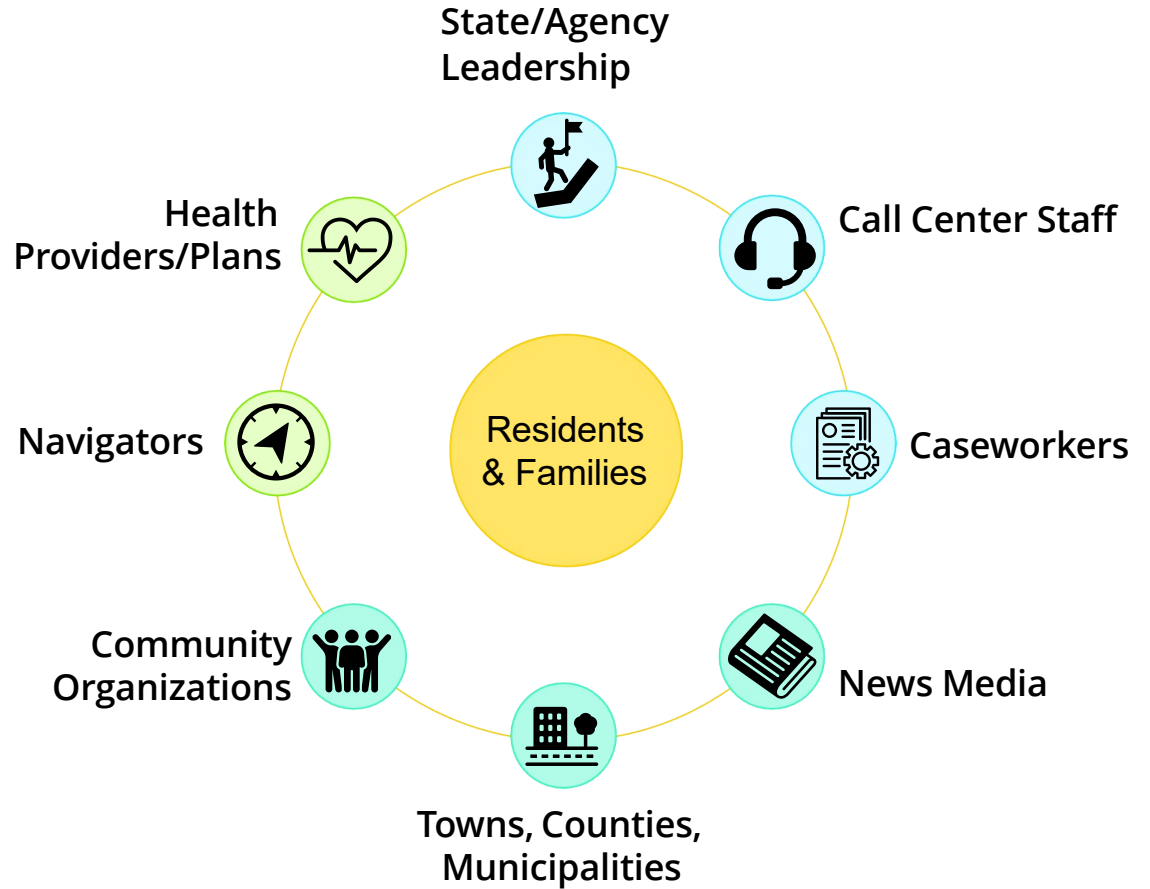 State/Agency
Leadership
Health
Providers/Plans
Call Center Staff
Navigators
Residents
& Families
Caseworkers
Community
Organizations
News Media
Towns, Counties,
Municipalities